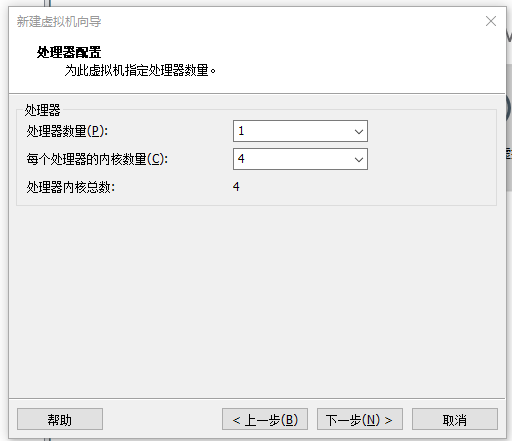 新建虚拟机向导
处理器配置
为此虚拟机指定处理器数量。
处理器
处理器数量(P): 1
每个处理器的内核数量(C): 4
处理器内核总数: 4
帮助 < 上一步(B) 下一步(N) > 取消